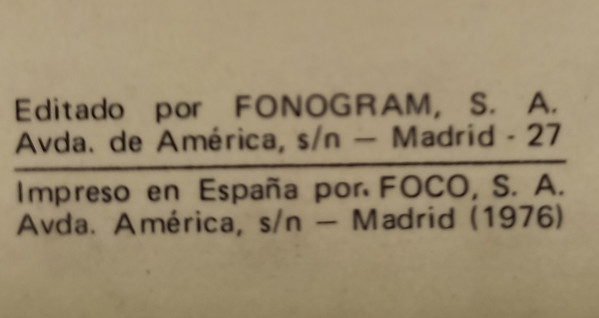 Editado por FONOGRAM, S. A.
Avda. de América, s/n — Madrid - 27
Impreso en España por. FOCO, S. A.
Avda. América, s/n — Madrid (1976)